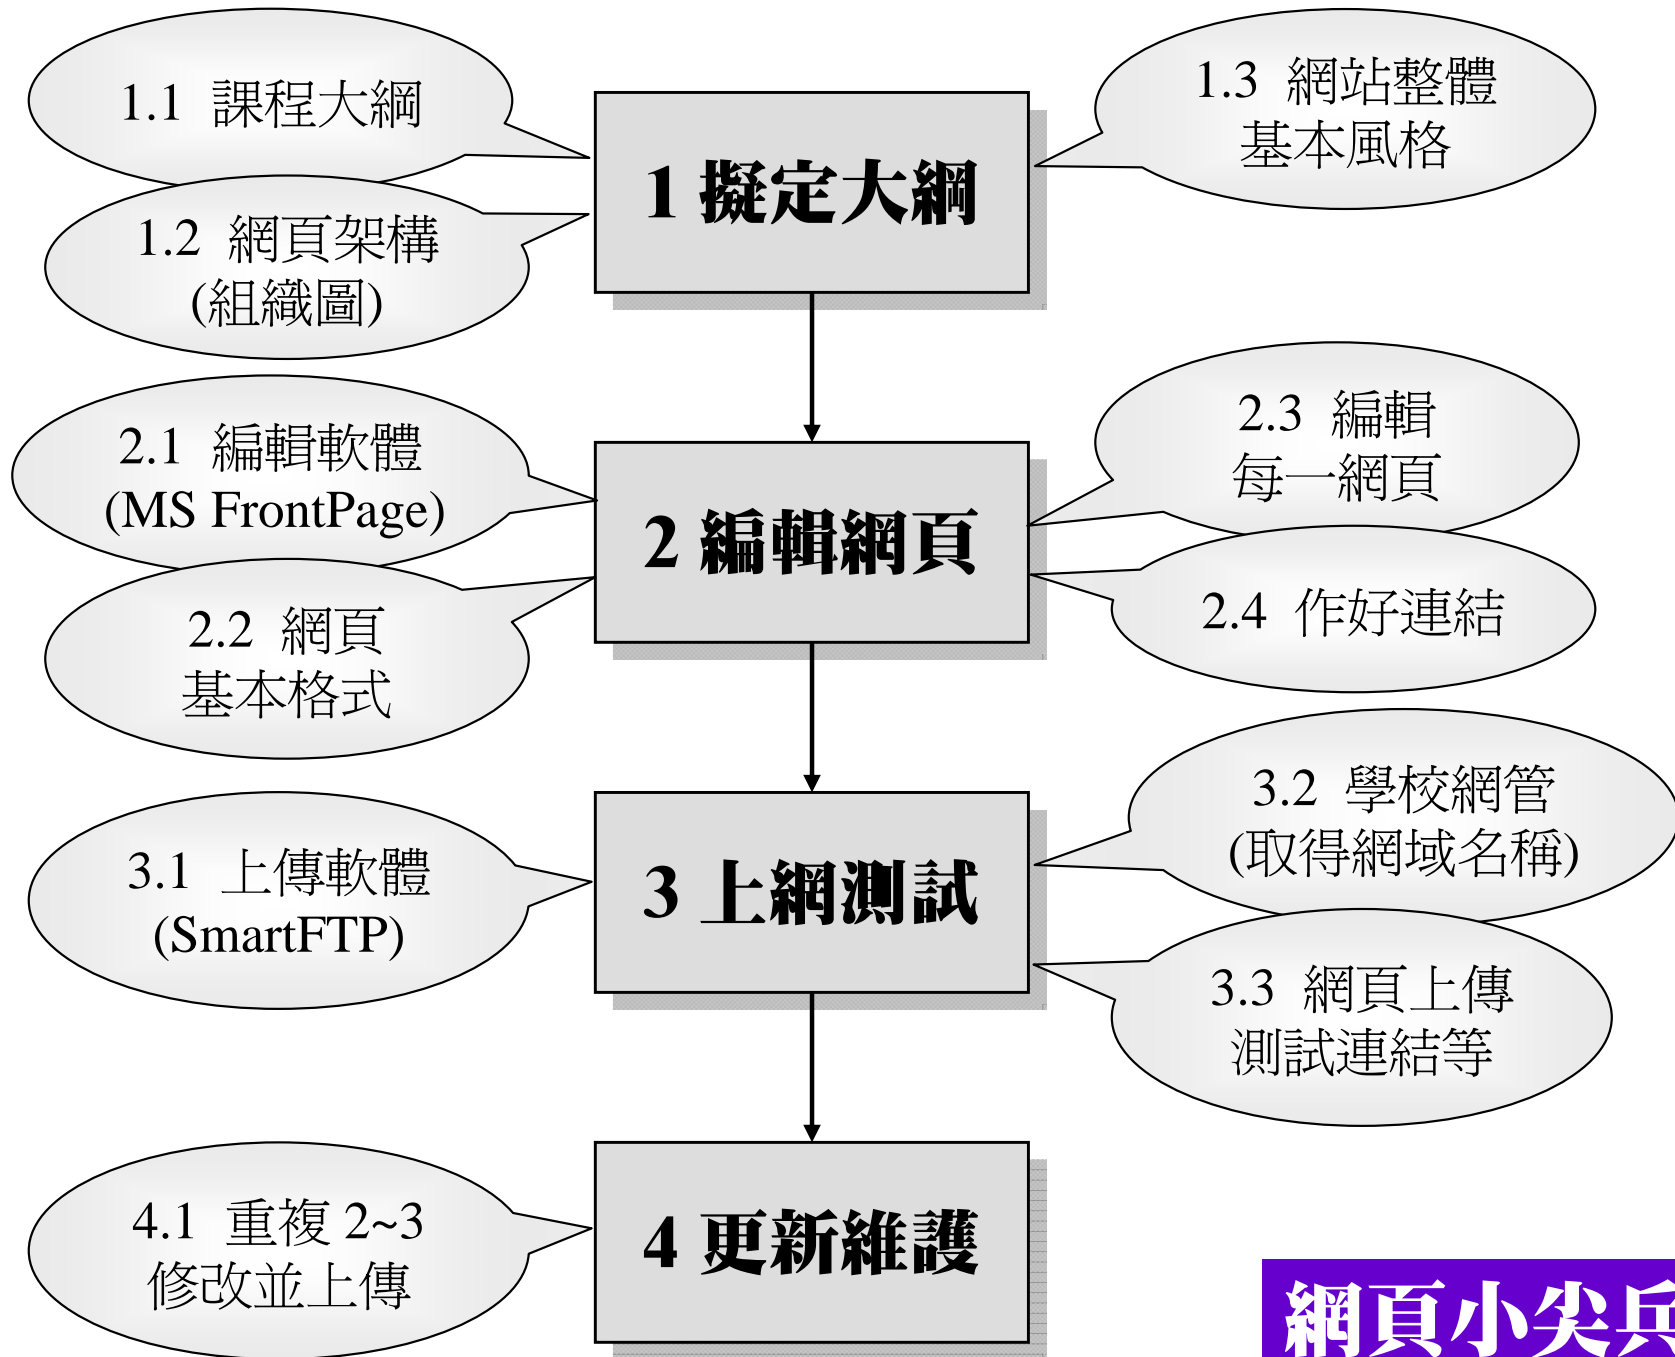 1.1 課程大綱
1.2 網頁架構
(組織圖)
1 擬定大綱
1.3 網站整體
基本風格
2.1 編輯軟體
(MS FrontPage)
2.2 網頁
基本格式
2 編輯網頁
2.3 編輯
每一網頁
2.4 作好連結
3.1 上傳軟體
(SmartFTP)
3 上網測試
3.2 學校網管
(取得網域名稱)
3.3 網頁上傳
測試連結等
4.1 重複 2~3
修改並上傳
4 更新維護
網頁小尖兵